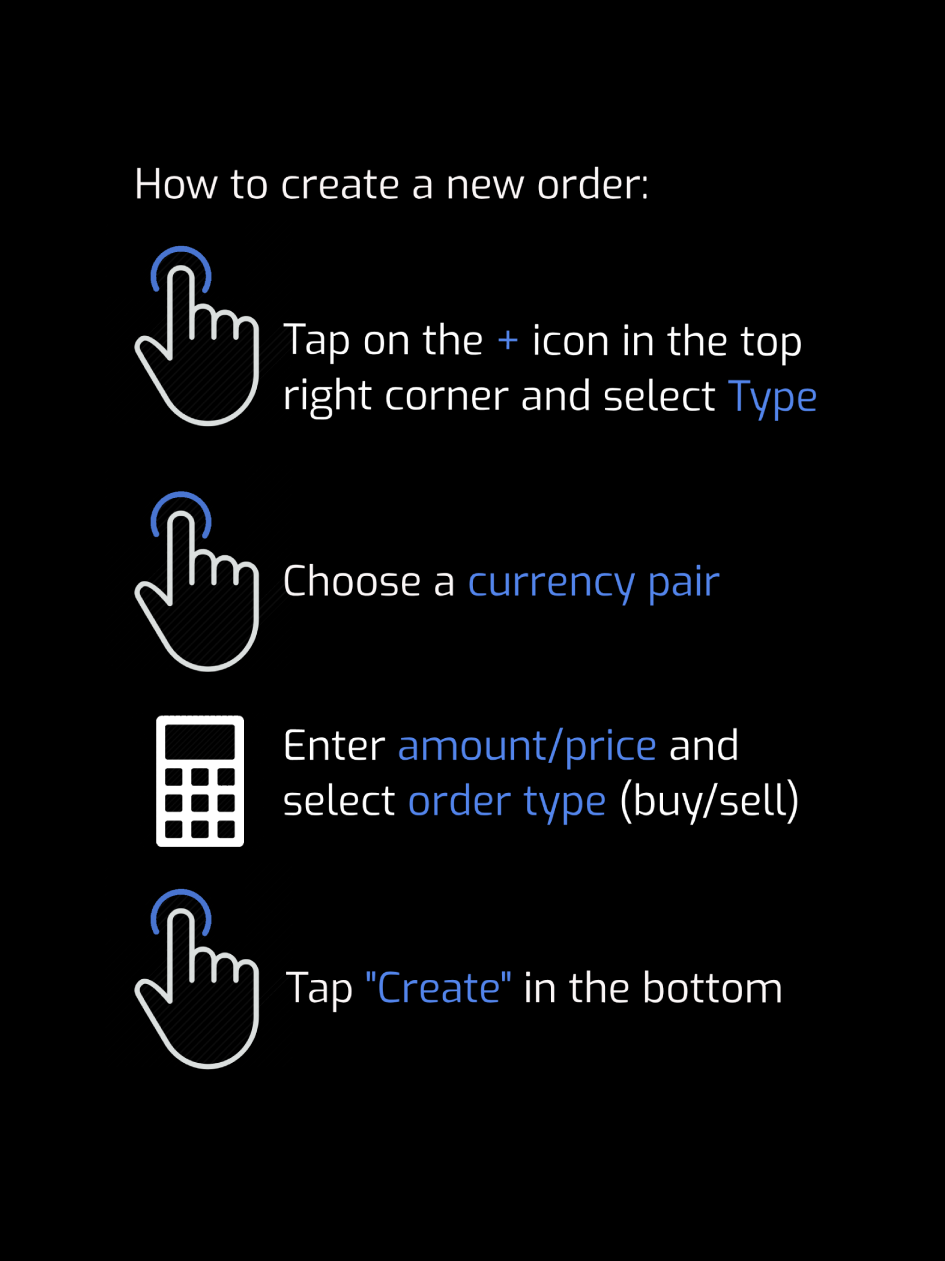 How to create a new order:
Tap on the + icon in the top
right corner and select Type
Choose a currency pair
Enter amount/price and
select order type (buy/sell)
Tap "Create" in the bottom